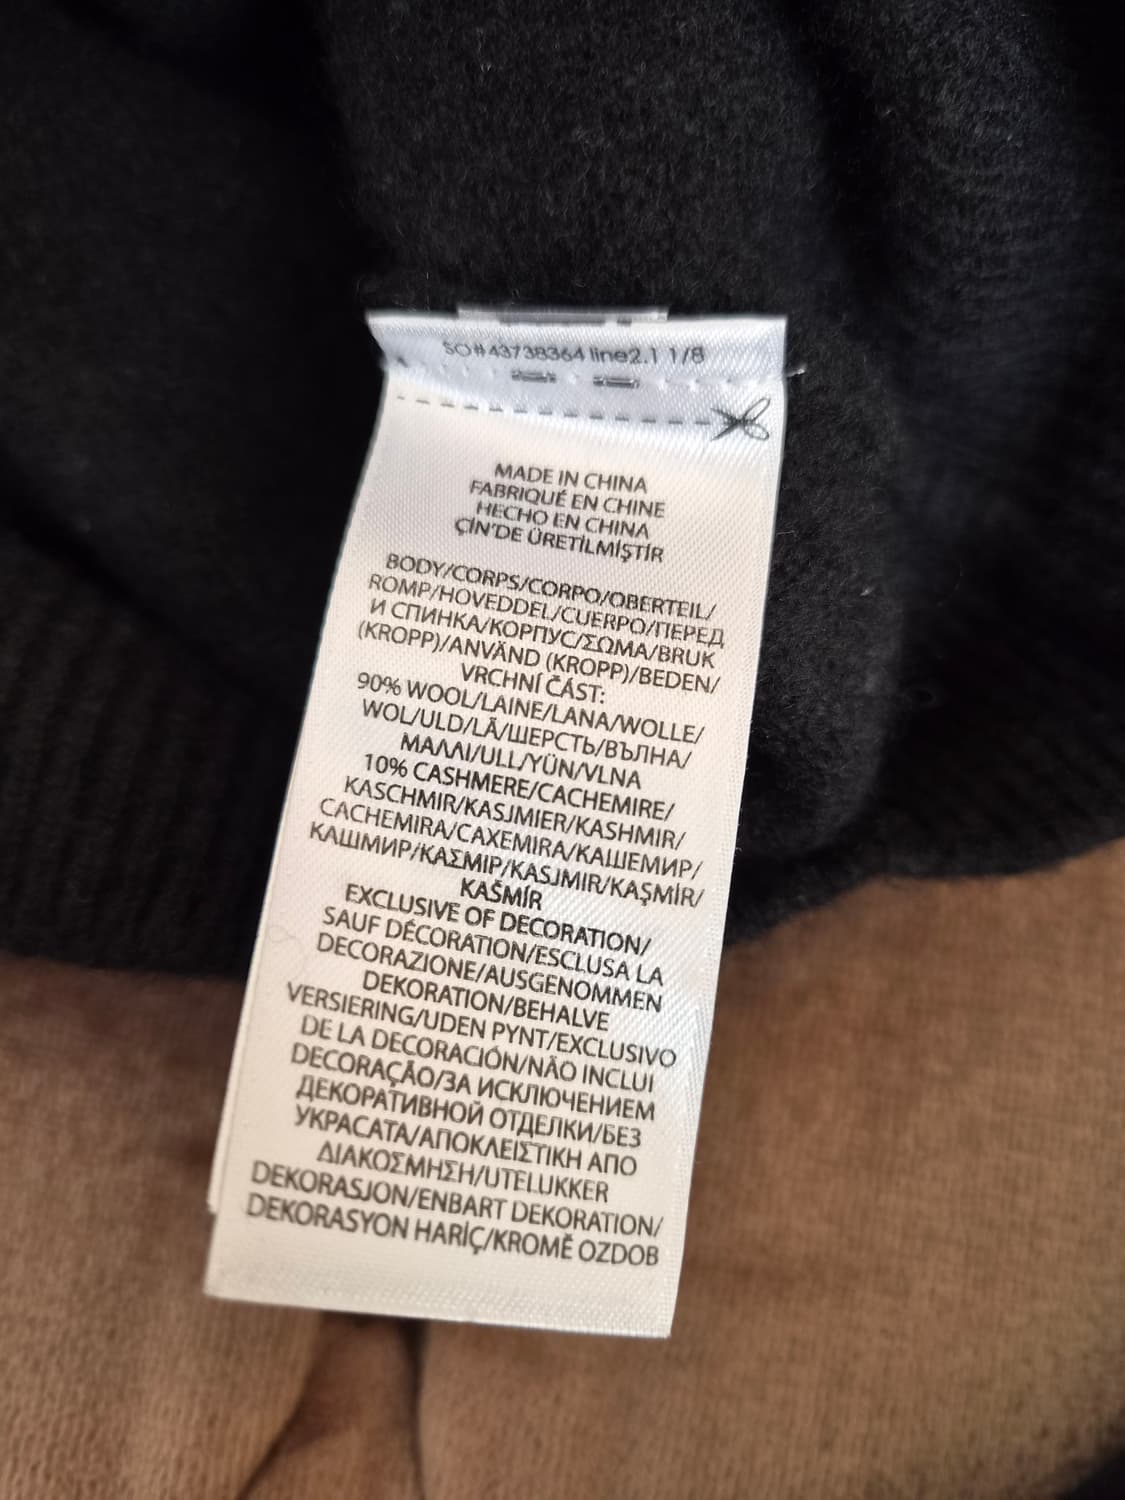 SO#43738364 line2.1 1/8
MADE IN CHINA
FABRIQUÉ EN CHINE
HECHO EN CHINA
ÇİN'DE ÜRETİLMİŞTİR
BODY/CORPS/CORPO/OBERTEIL/
ROMP/HOVEDDEL/CUERPO/ПЕРЕД
И СПИНКА/КОРПУС/ΣΩΜΑ/BRUK
(KROPP)/ANVÄND (KROPP)/BEDEN/
VRCHNÍ ČÁST:
90% WOOL/LAINE/LANA/WOLLE/
WOL/ULD/LÃ/ШЕРСТЬ/ВЪЛНА/
ΜΑΛΛΙ/ULL/YÜN/VLNA
10% CASHMERE/CACHEMIRE/
KASCHMIR/KASJMIER/KASHMIR/
CACHEMIRA/CAXEMIRA/КАШЕМИР/
КАШМИР/ΚΑΣΜΙΡ/KASJMIR/KAŞMİR/
KAŠMÍR
EXCLUSIVE OF DECORATION/
SAUF DÉCORATION/ESCLUSA LA
DECORAZIONE/AUSGENOMMEN
DEKORATION/BEHALVE
VERSIERING/UDEN PYNT/EXCLUSIVO
DE LA DECORACIÓN/NÃO INCLUI
DECORAÇÃO/ЗА ИСКЛЮЧЕНИЕМ
ДЕКОРАТИВНОЙ ОТДЕЛКИ/БЕЗ
УКРАСАТА/ΑΠΟΚΛΕΙΣΤΙΚΗ ΑΠΟ
ΔΙΑΚΟΣΜΗΣΗ/UTELUKKER
DEKORASJON/ENBART DEKORATION/
DEKORASYON HARİÇ/KROMĚ OZDOB